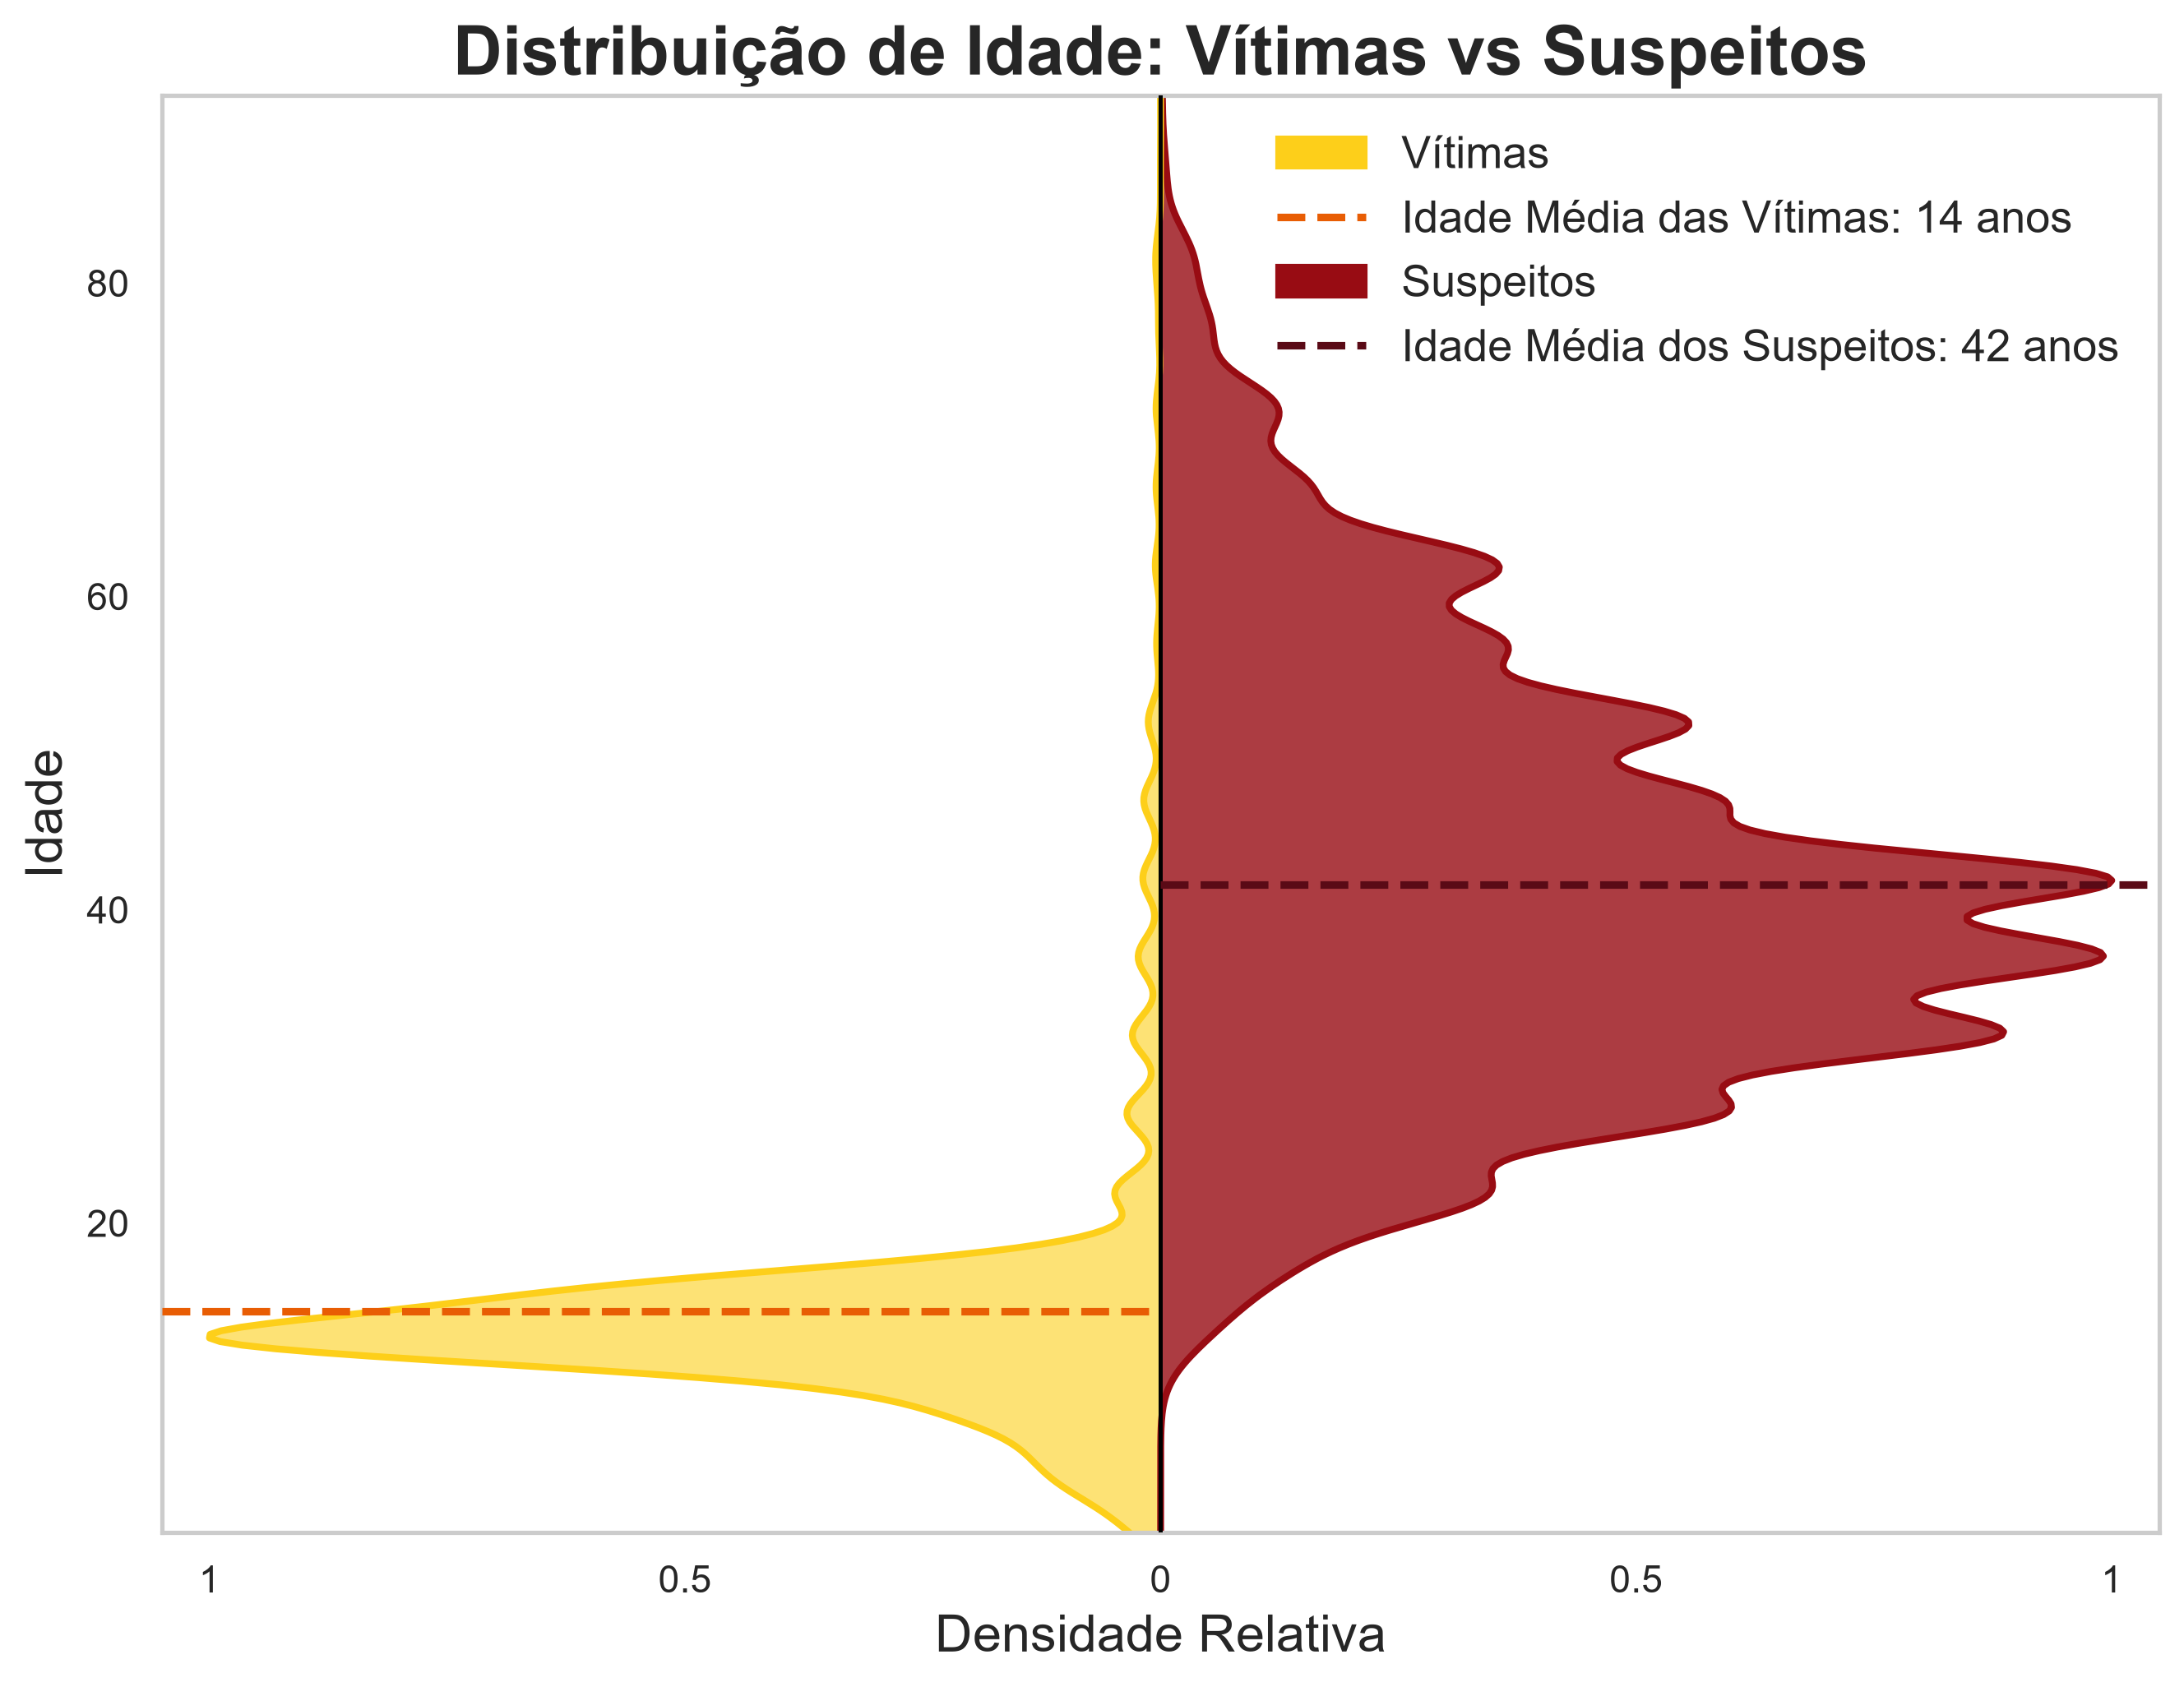 Distribuição de Idade: Vítimas vs Suspeitos
Vítimas
Idade Média das Vítimas: 14 anos
Suspeitos
Idade Média dos Suspeitos: 42 anos
80
60
40
20
Idade
1 0.5 0 0.5 1
Densidade Relativa